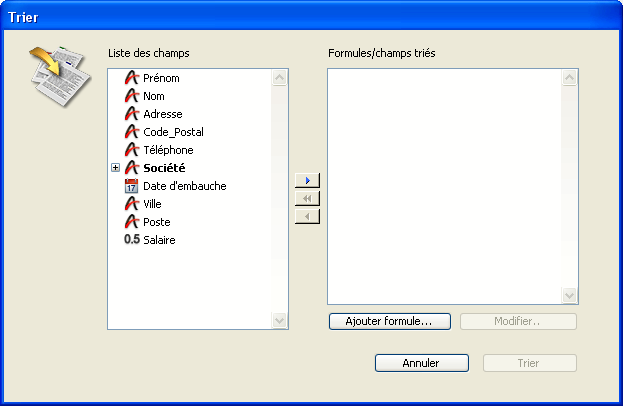 Trier
Liste des champs
Formules/champs triés
Prénom
Nom
Adresse
Code_Postal
Téléphone
Société
17 Date d'embauche
Ville
Poste
0.5 Salaire
Ajouter formule...
Modifier..
Annuler
Trier